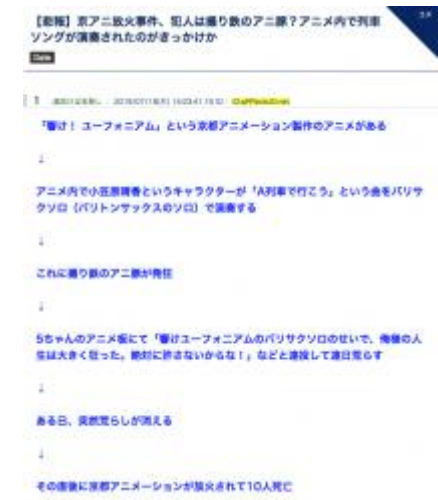 【悲報】京アニ放火事件、犯人は撮り鉄のアニ豚？アニメ内で列車
ソングが演奏されたのがきっかけか
「響け！ユーフォニアム」という京都アニメーション製作のアニメがある
↓
アニメ内で小笠原晴香というキャラクターが「A列車で行こう」という曲をバリサ
クソロ（バリトンサックスのソロ）で演奏する
↓
これに撮り鉄のアニ豚が発狂
↓
5ちゃんのアニメ板にて「響けユーフォニアムのバリサクソロのせいで、俺様の人
生は大きく狂った。絶対に許さないからな！」などと連投して連日荒らす
↓
ある日、突然荒らしが消える
↓
その直後に京都アニメーションが放火されて10人死亡